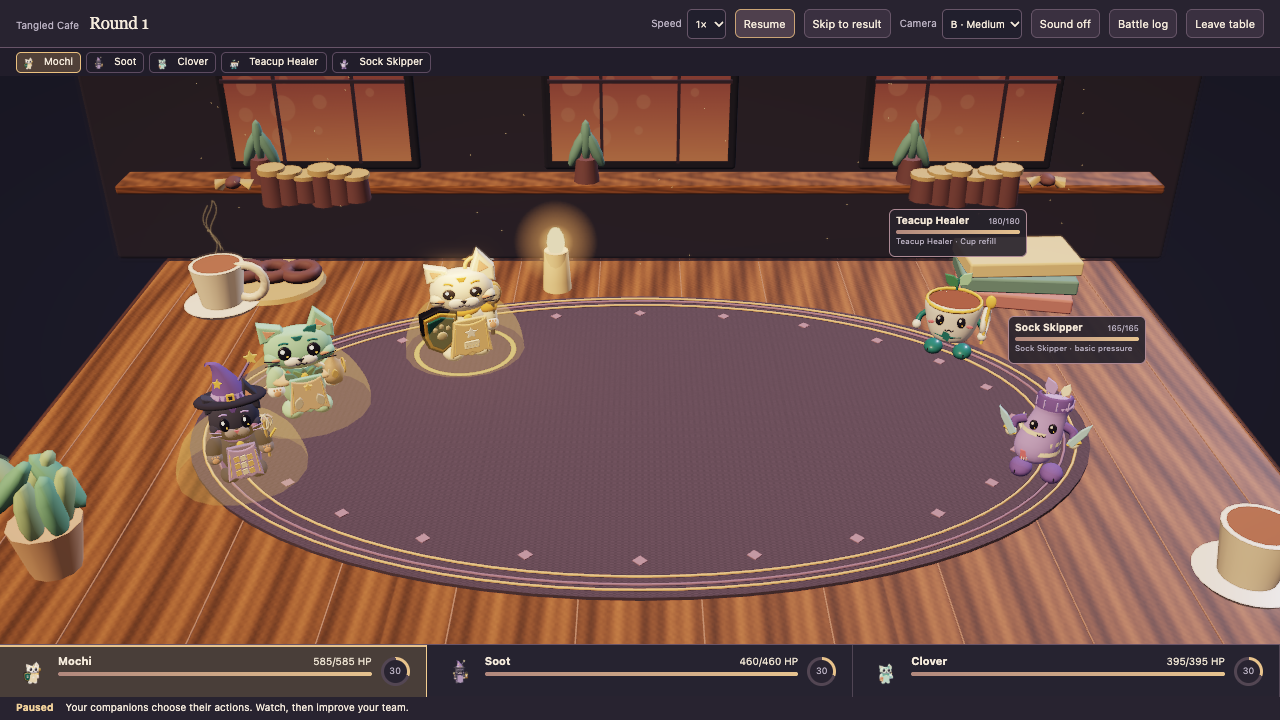 Tangled Cafe Round 1
Speed 1× Resume Skip to result Camera B · Medium Sound off Battle log Leave table
Mochi Soot Clover Teacup Healer Sock Skipper
Teacup Healer 180/180
Teacup Healer · Cup refill
Sock Skipper 165/165
Sock Skipper · basic pressure
Mochi 585/585 HP 30
Soot 460/460 HP 30
Clover 395/395 HP 30
Paused Your companions choose their actions. Watch, then improve your team.